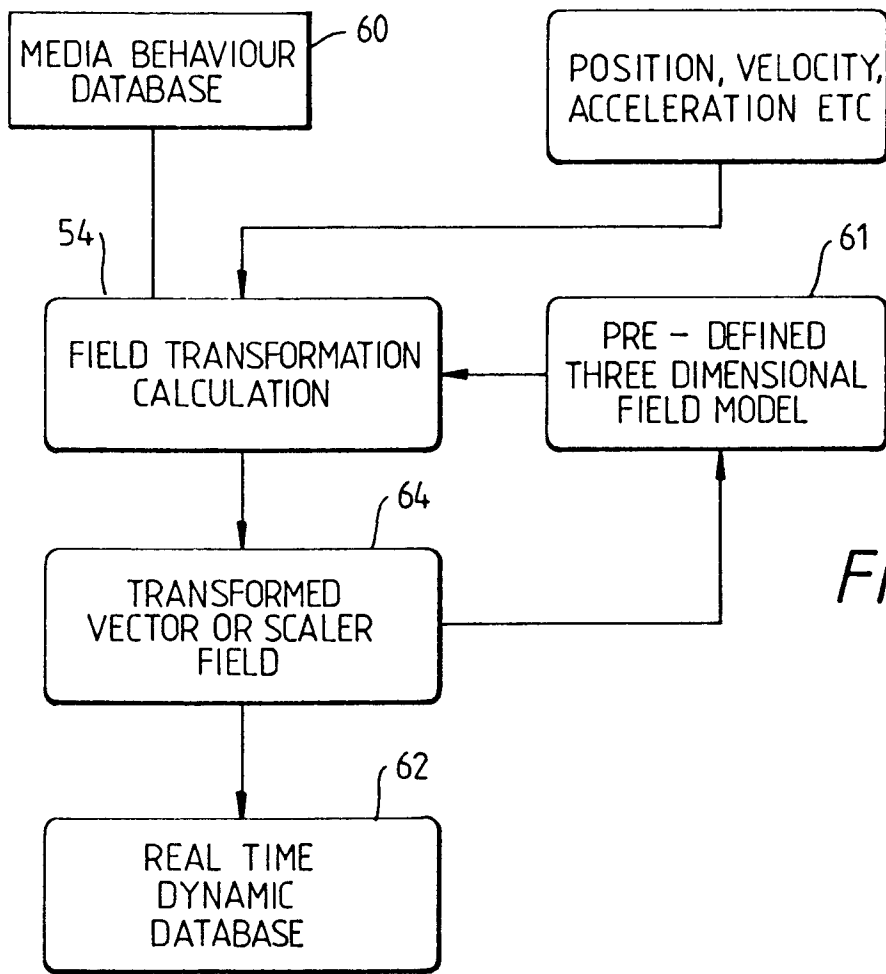 60
MEDIA BEHAVIOUR
DATABASE
POSITION, VELOCITY,
ACCELERATION ETC
54
61
FIELD TRANSFORMATION
CALCULATION
PRE - DEFINED
THREE DIMENSIONAL
FIELD MODEL
64
TRANSFORMED
VECTOR OR SCALER
FIELD
62
REAL TIME
DYNAMIC
DATABASE